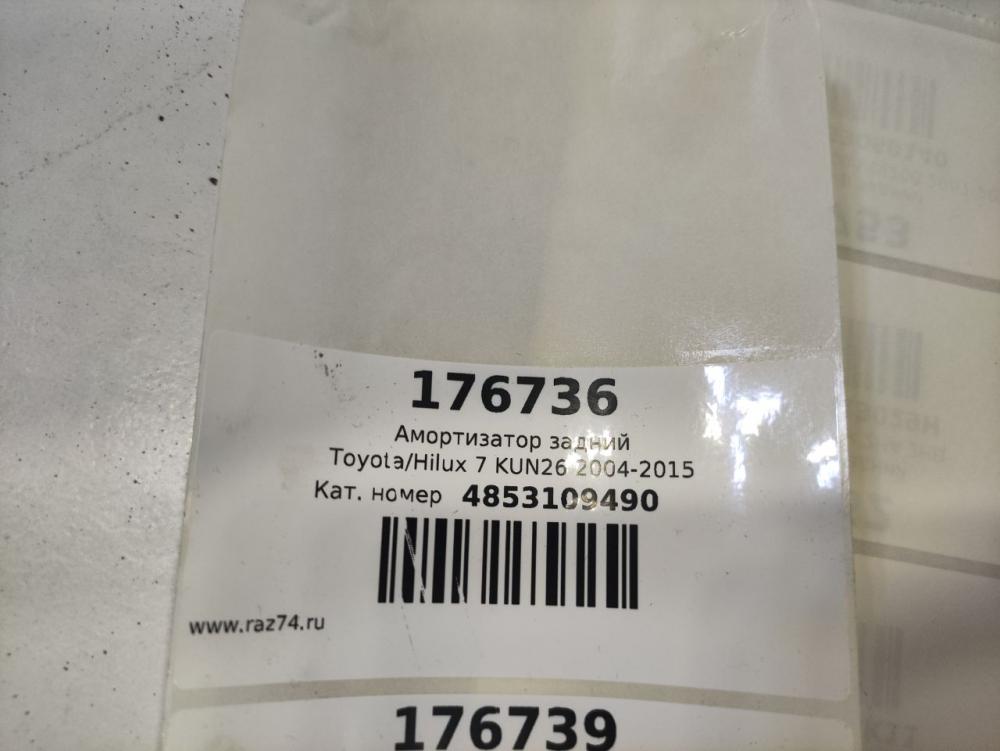 176736
Амортизатор задний
Toyota/Hilux 7 KUN26 2004-2015
Кат. номер 4853109490
www.raz74.ru
176739